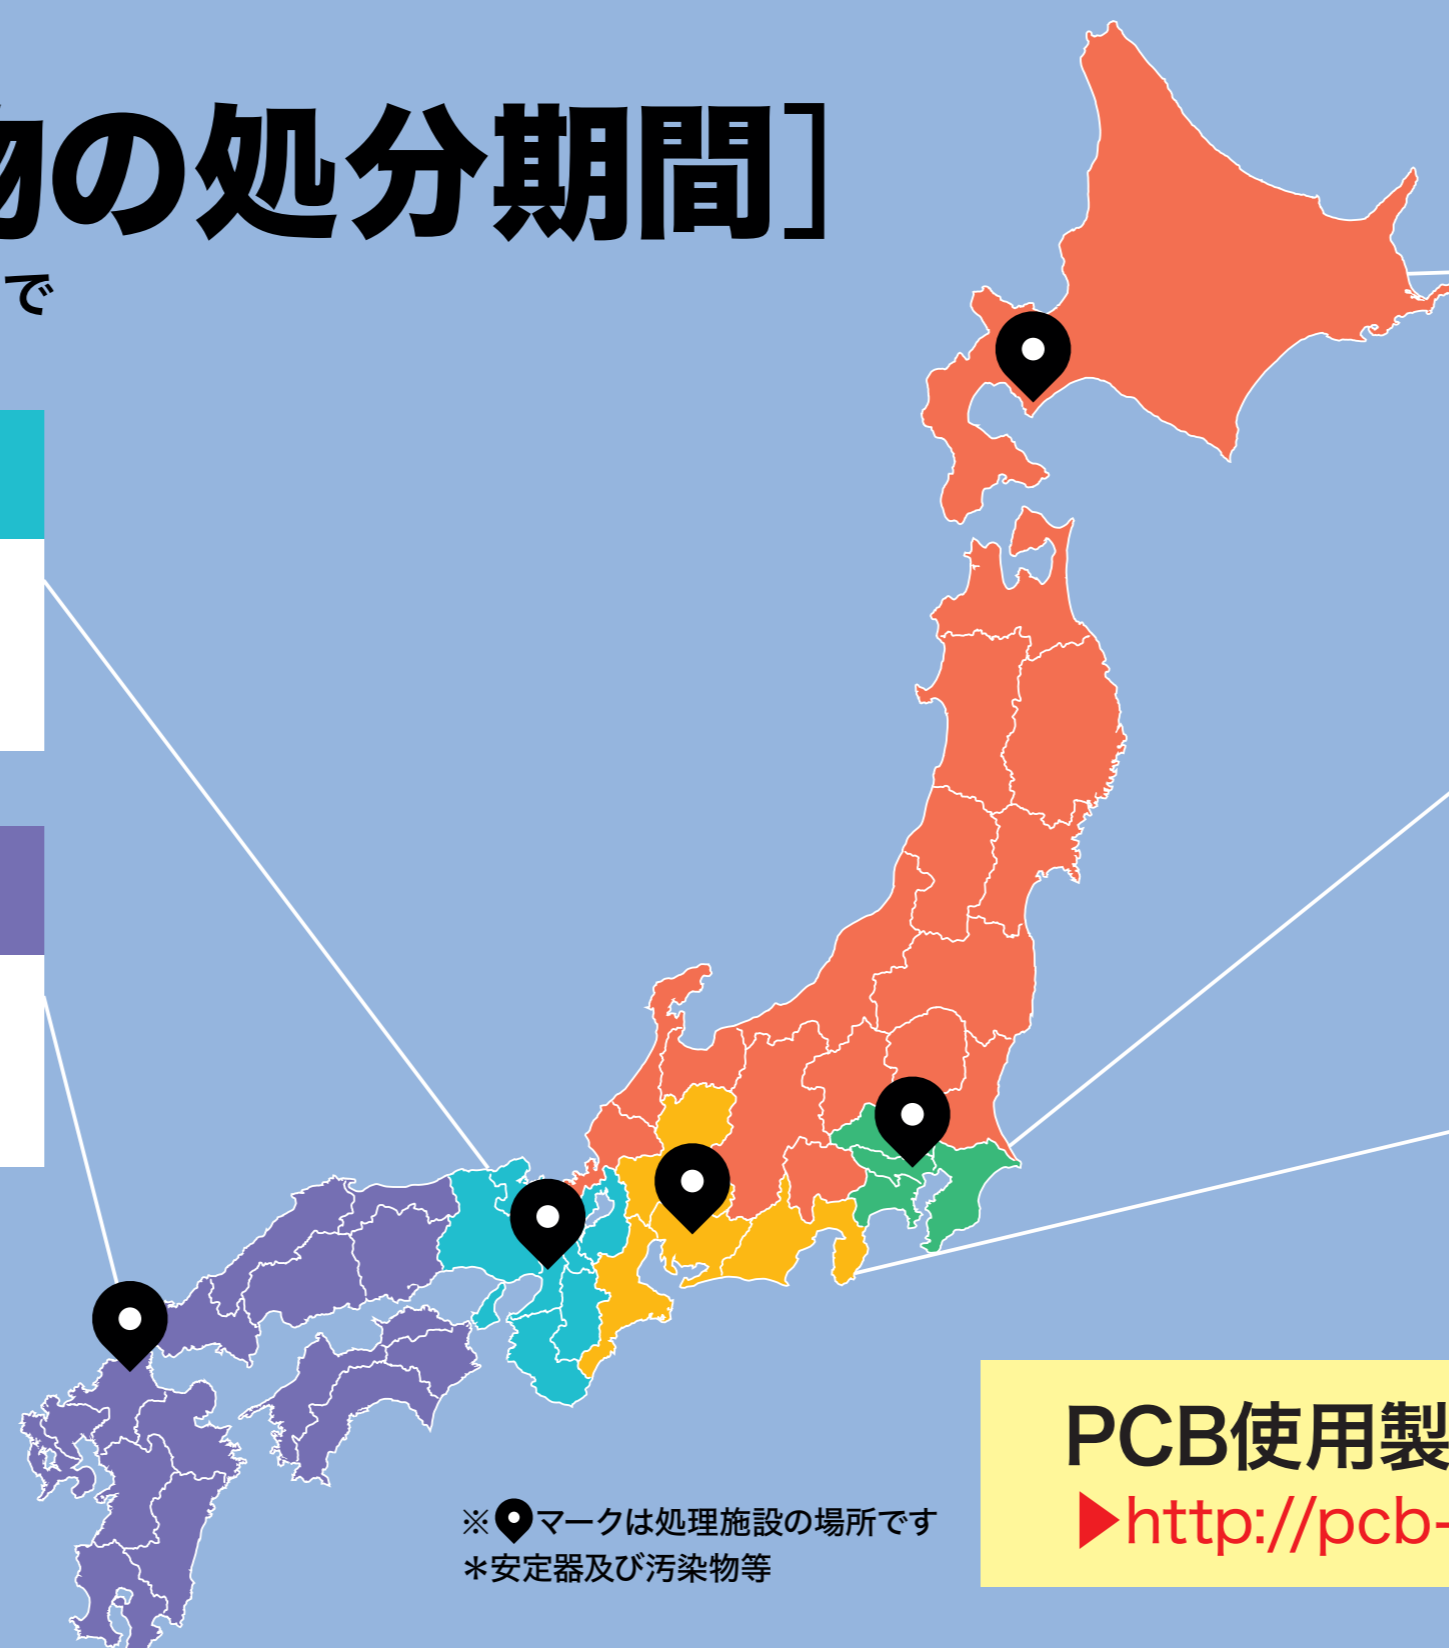 物の処分期間］
で
※マークは処理施設の場所です
＊安定器及び汚染物等
PCB使用製
▶http://pcb-